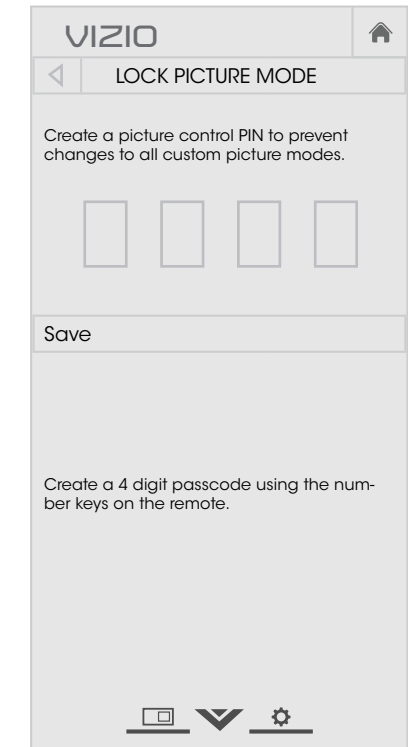 VIZIO
LOCK PICTURE MODE
Create a picture control PIN to prevent
changes to all custom picture modes.
Save
Create a 4 digit passcode using the num-
ber keys on the remote.